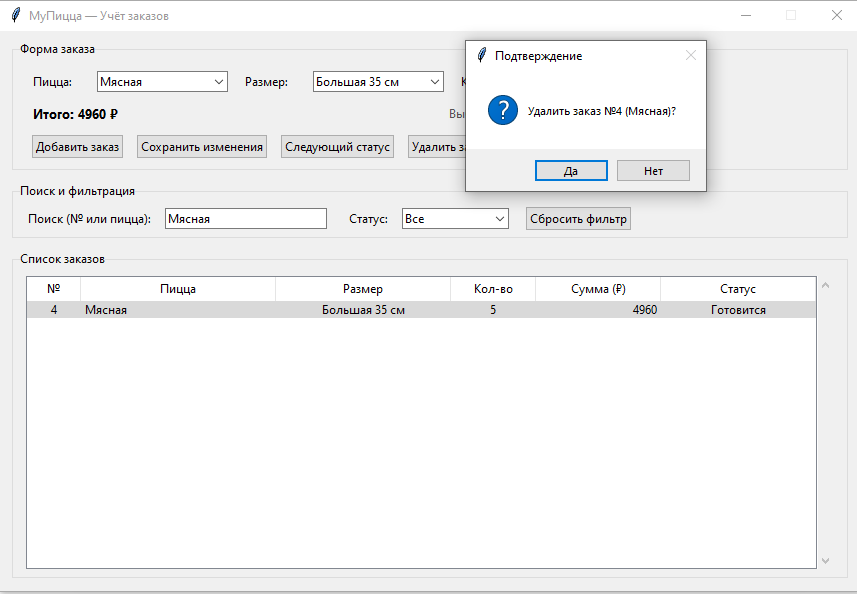 МуПицца — Учёт заказов
Форма заказа
Подтверждение
Пицца: Мясная Размер: Большая 35 см
Итого: 4960 ₽
Удалить заказ №4 (Мясная)?
Добавить заказ Сохранить изменения Следующий статус Удалить
Да Нет
Поиск и фильтрация
Поиск (№ или пицца): Мясная Статус: Все Сбросить фильтр
Список заказов
№ Пицца Размер Кол-во Сумма (₽) Статус
4 Мясная Большая 35 см 5 4960 Готовится